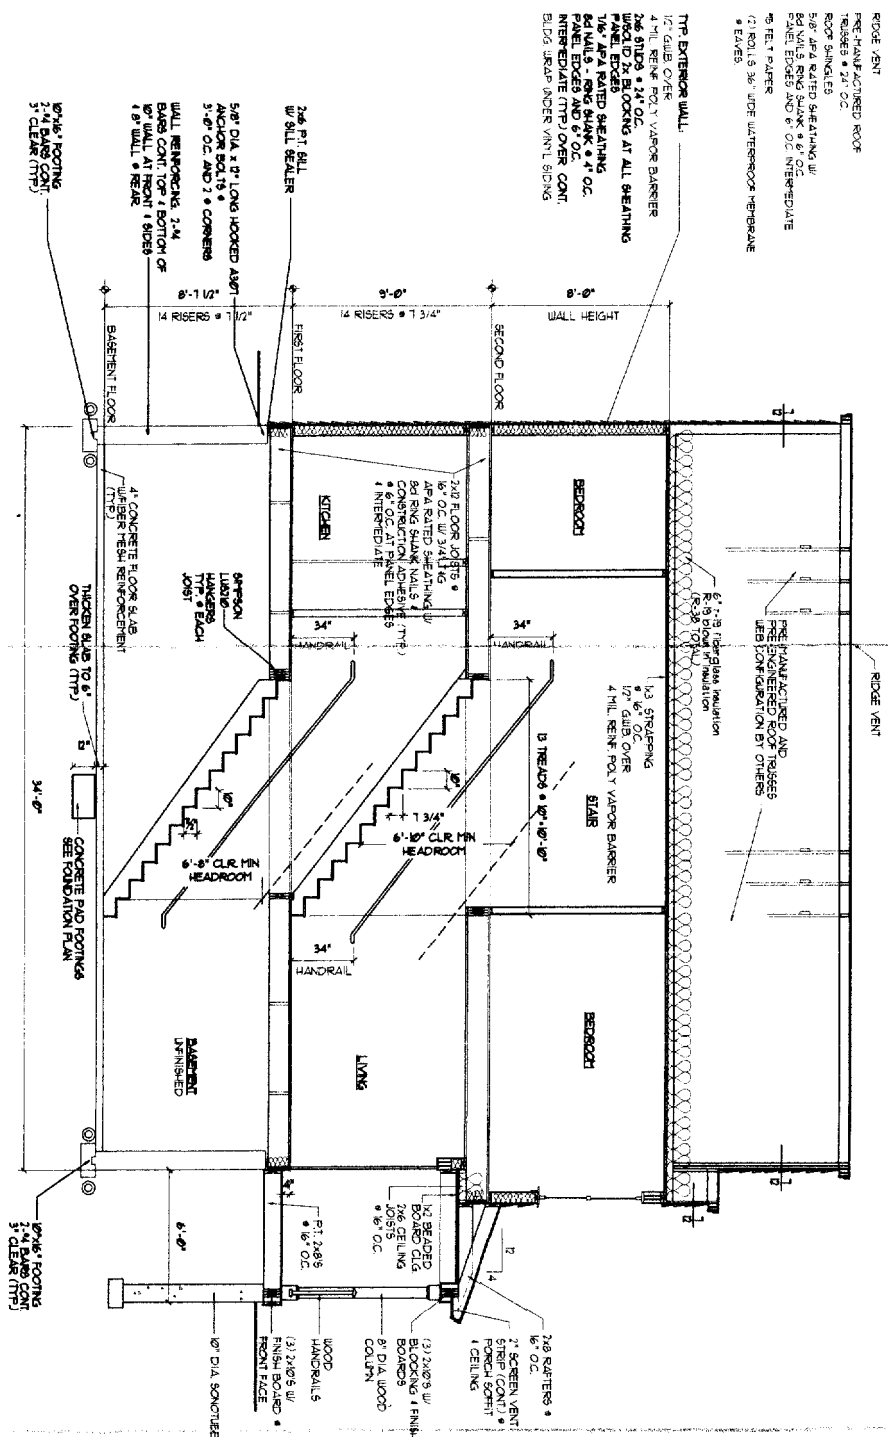 RIDGE VENT
PRE-MANUFACTURED ROOF
TRUSSES @ 24" O.C.
ROOF SHINGLES
5/8" APA RATED SHEATHING W/
8d NAILS, RING SHANK @ 6" O.C.
PANEL EDGES AND 6" O.C. INTERMEDIATE
#15 FELT PAPER
(2) ROLLS 36" WIDE WATERPROOF MEMBRANE
@ EAVES.
TYP. EXTERIOR WALL:
1/2" GWB OVER
4 MIL REINF. POLY VAPOR BARRIER
2x6 STUDS @ 24" O.C.
W/SOLID 2x BLOCKING AT ALL SHEATHING
PANEL EDGES
7/16" APA RATED SHEATHING
8d NAILS - RING SHANK @ 4" O.C.
PANEL EDGES AND 6" O.C.
INTERMEDIATE (TYP.) OVER CONT.
BLDG WRAP UNDER VINYL SIDING
2x6 P.T. SILL
W/ SILL SEALER
5/8" DIA. x 12" LONG HOOKED A307
ANCHOR BOLTS @
3'-0" O.C. AND 2 @ CORNERS
WALL REINFORCING: 2-#4
BARS CONT. TOP & BOTTOM OF
10" WALL AT FRONT & SIDES
& 8" WALL @ REAR.
10"x16" FOOTING
2-#4 BARS CONT.
3" CLEAR (TYP.)
8'-0"
WALL HEIGHT
9'-0"
14 RISERS @ 7 3/4"
8'-7 1/2"
14 RISERS @ 7 1/2"
SECOND FLOOR
FIRST FLOOR
BASEMENT FLOOR
RIDGE VENT
PRE-MANUFACTURED AND
PRE-ENGINEERED ROOF TRUSSES
WEB CONFIGURATION BY OTHERS
6" r-19 fiberglass insulation
R-19 blown in insulation
(R-38 TOTAL)
1x3 STRAPPING
@ 16" O.C.
1/2" GWB OVER
4 MIL. REINF. POLY VAPOR BARRIER
BEDROOM
STAIR
BEDROOM
34"
HANDRAIL
13 TREADS @ 10"=10'-10"
2x12 FLOOR JOISTS @
16" O.C. W/ 3/4" T&G
APA RATED SHEATHING W/
8d RING SHANK NAILS &
CONSTRUCTION ADHESIVE (TYP.)
@ 6" O.C. AT PANEL EDGES
& INTERMEDIATE
KITCHEN
34"
HANDRAIL
10"
7 3/4"
6'-10" CLR. MIN
HEADROOM
34"
HANDRAIL
LIVING
SIMPSON
LUS210
HANGERS
TYP. @ EACH
JOIST
10"
7 1/2"
6'-8" CLR. MIN
HEADROOM
BASEMENT
UNFINISHED
4" CONCRETE FLOOR SLAB
W/FIBER MESH REINFORCEMENT
(TYP.)
THICKEN SLAB TO 6"
OVER FOOTING (TYP.)
12"
CONCRETE PAD FOOTINGS
SEE FOUNDATION PLAN
34'-0"
6'-0"
12
4
1x2 BEADED
BOARD CLG.
2x6 CEILING
JOISTS
@ 16" O.C.
P.T. 2x8'S
@ 16" O.C.
2x8 RAFTERS @
16" O.C.
2" SCREEN VENT
STRIP (CONT.) @
PORCH SOFFIT
& CEILING
(3) 2x10'S W/
BLOCKING & FINISH
BOARDS
8" DIA. WOOD
COLUMN
WOOD
HANDRAILS
(3) 2x10'S W/
FINISH BOARD @
FRONT FACE
10" DIA. SONOTUBES
10"x16" FOOTING
2-#4 BARS CONT.
3" CLEAR (TYP.)